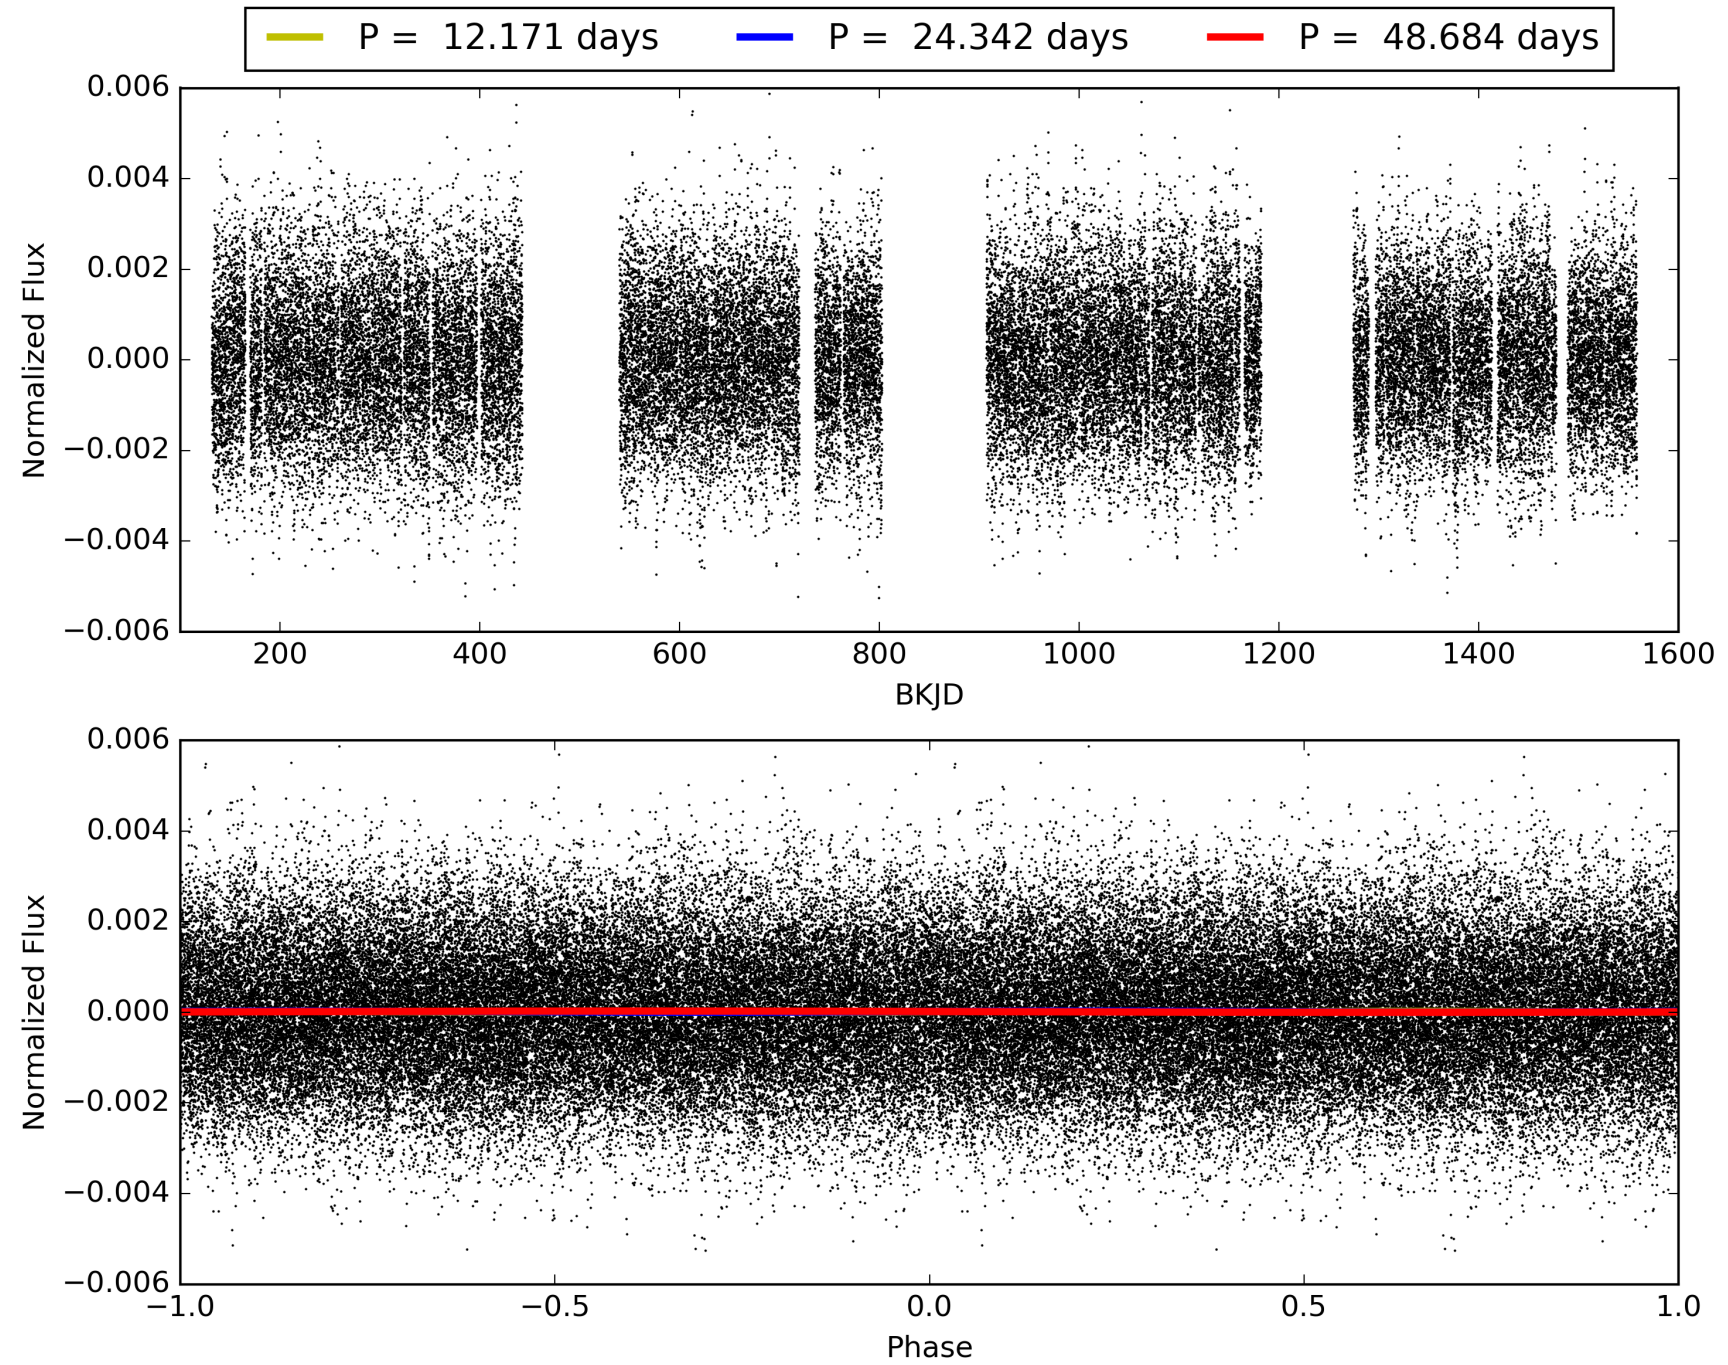 P = 12.171 days P = 24.342 days P = 48.684 days
0.006
0.004
0.002
0.000
−0.002
−0.004
−0.006
Normalized Flux
200 400 600 800 1000 1200 1400 1600
BKJD
0.006
0.004
0.002
0.000
−0.002
−0.004
−0.006
Normalized Flux
−1.0 −0.5 0.0 0.5 1.0
Phase